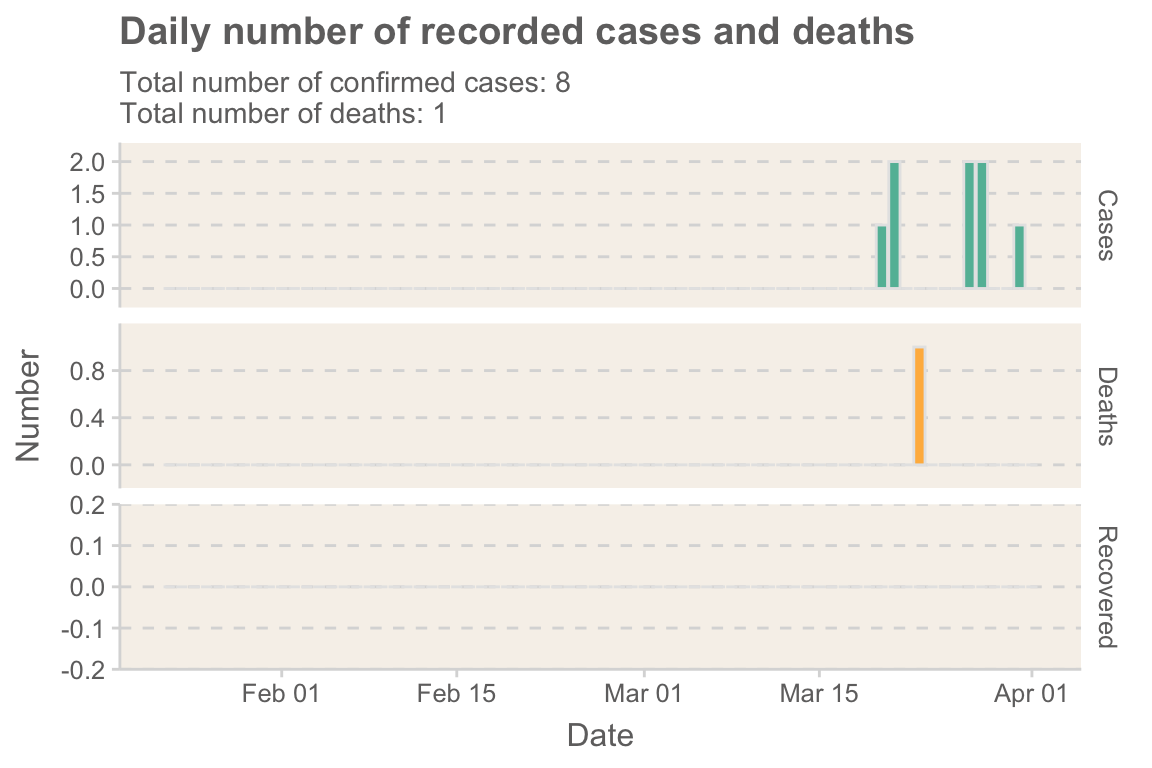 Daily number of recorded cases and deaths
Total number of confirmed cases: 8
Total number of deaths: 1
2.0
1.5
1.0
0.5
0.0
Cases
0.8
0.4
0.0
Deaths
0.2
0.1
0.0
-0.1
-0.2
Recovered
Number
Feb 01
Feb 15
Mar 01
Mar 15
Apr 01
Date